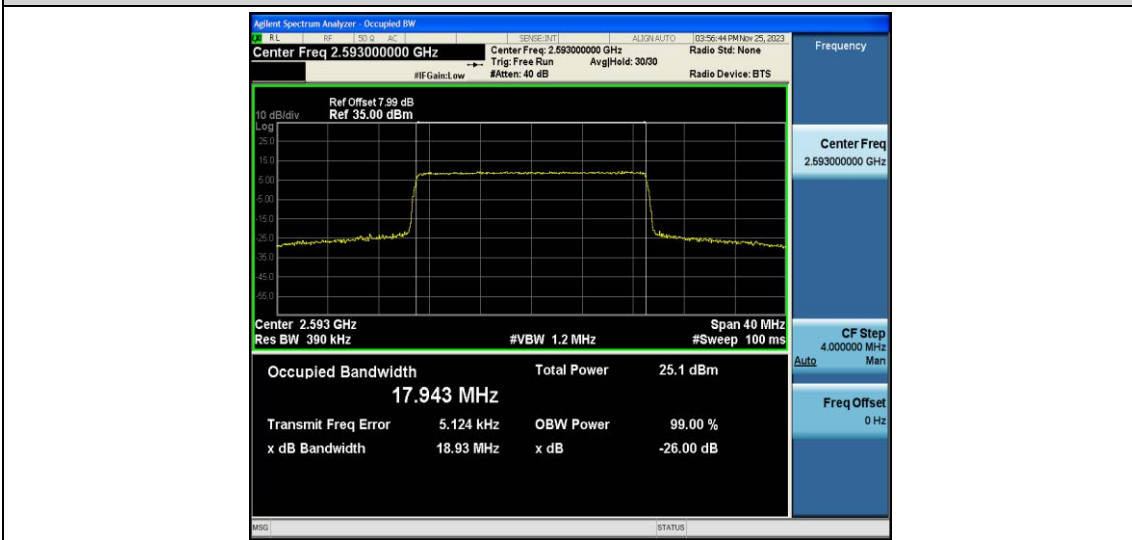 Agilent Spectrum Analyzer - Occupied BW
RL RF 50 Ω AC SENSE:INT ALIGN AUTO 03:56:44 PM Nov 25, 2023
Center Freq 2.593000000 GHz Center Freq: 2.593000000 GHz Radio Std: None
Trig: Free Run Avg|Hold: 30/30
#IFGain:Low #Atten: 40 dB Radio Device: BTS
Ref Offset 7.99 dB
10 dB/div Ref 35.00 dBm
Log
25.0
15.0
5.00
-5.00
-15.0
-25.0
-35.0
-45.0
-55.0
Center 2.593 GHz Span 40 MHz
Res BW 390 kHz #VBW 1.2 MHz #Sweep 100 ms
Occupied Bandwidth Total Power 25.1 dBm
17.943 MHz
Transmit Freq Error 5.124 kHz OBW Power 99.00 %
x dB Bandwidth 18.93 MHz x dB -26.00 dB
MSG STATUS
Frequency
Center Freq
2.593000000 GHz
CF Step
4.000000 MHz
Auto Man
Freq Offset
0 Hz